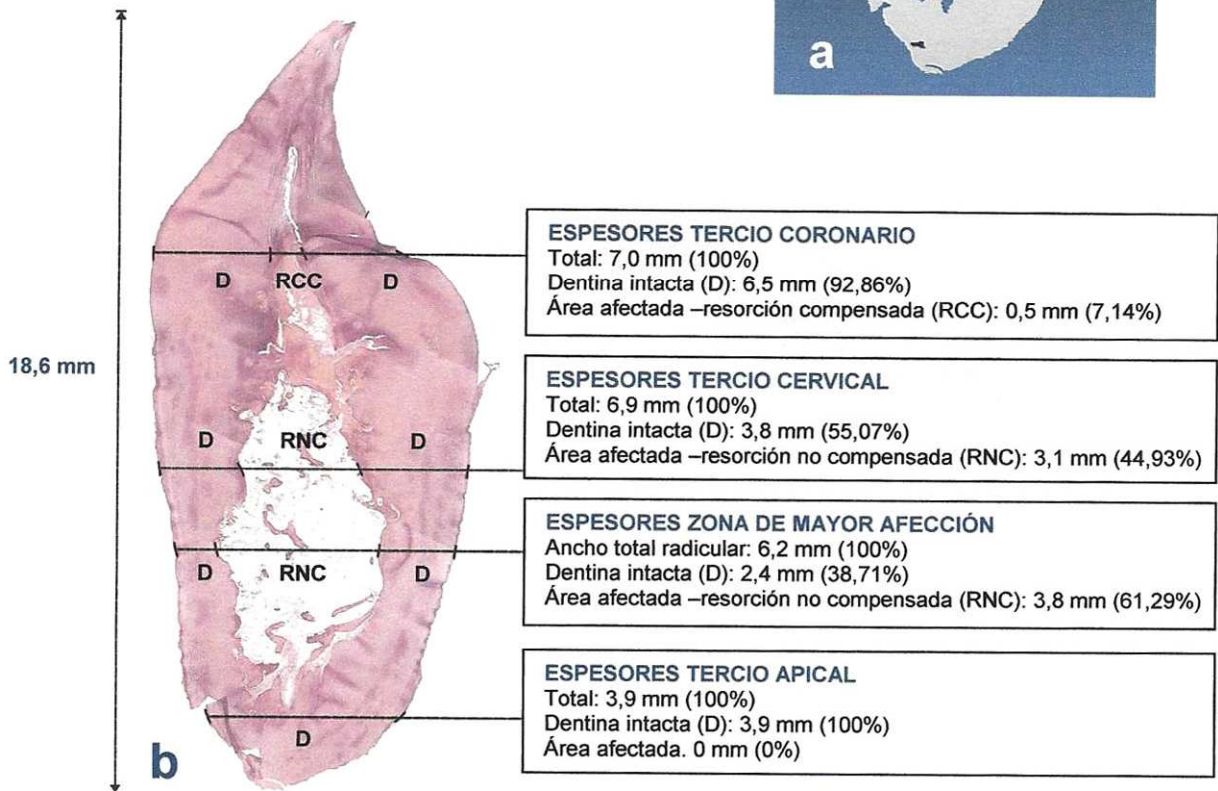 a
18,6 mm
D RCC D
D RNC D
D RNC D
D
b
ESPESORES TERCIO CORONARIO
Total: 7,0 mm (100%)
Dentina intacta (D): 6,5 mm (92,86%)
Área afectada –resorción compensada (RCC): 0,5 mm (7,14%)
ESPESORES TERCIO CERVICAL
Total: 6,9 mm (100%)
Dentina intacta (D): 3,8 mm (55,07%)
Área afectada –resorción no compensada (RNC): 3,1 mm (44,93%)
ESPESORES ZONA DE MAYOR AFECCIÓN
Ancho total radicular: 6,2 mm (100%)
Dentina intacta (D): 2,4 mm (38,71%)
Área afectada –resorción no compensada (RNC): 3,8 mm (61,29%)
ESPESORES TERCIO APICAL
Total: 3,9 mm (100%)
Dentina intacta (D): 3,9 mm (100%)
Área afectada. 0 mm (0%)